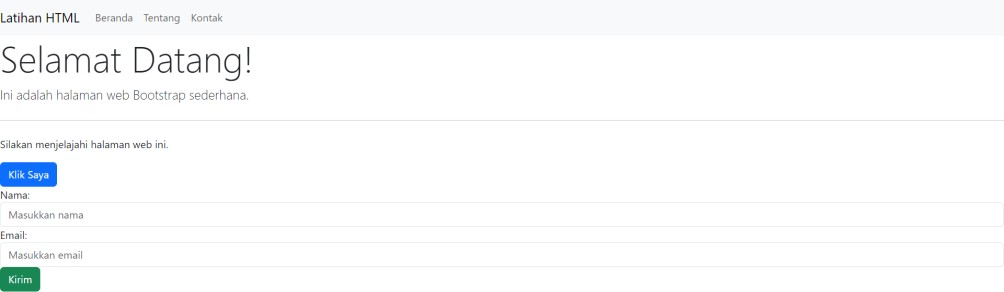 Latihan HTML Beranda Tentang Kontak
Selamat Datang!
Ini adalah halaman web Bootstrap sederhana.
Silakan menjelajahi halaman web ini.
Klik Saya
Nama:
Masukkan nama
Email:
Masukkan email
Kirim